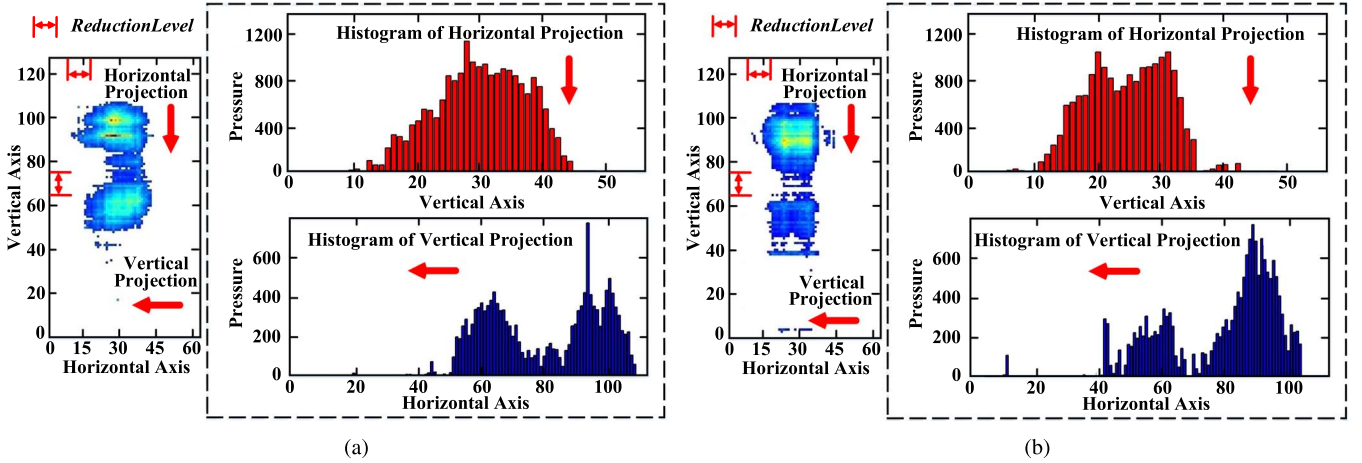 ReductionLevel
120
100
80
60
40
20
0
Vertical Axis
Horizontal
Projection
Vertical
Projection
0 15 30 45 60
Horizontal Axis
1200
800
400
0
Pressure
Histogram of Horizontal Projection
0 10 20 30 40 50
Vertical Axis
600
400
200
0
Pressure
Histogram of Vertical Projection
0 20 40 60 80 100
Horizontal Axis
(a)
ReductionLevel
120
100
80
60
40
20
0
Vertical Axis
Horizontal
Projection
Vertical
Projection
0 15 30 45 60
Horizontal Axis
1200
800
400
0
Pressure
Histogram of Horizontal Projection
0 10 20 30 40 50
Vertical Axis
600
400
200
0
Pressure
Histogram of Vertical Projection
0 20 40 60 80 100
Horizontal Axis
(b)